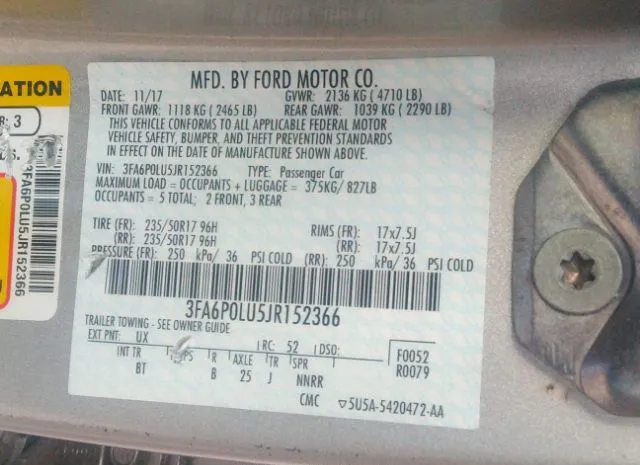 ATION
R: 3
3FA6P0LU5JR152366
MFD. BY FORD MOTOR CO.
DATE: 11/17 GVWR: 2136 KG ( 4710 LB)
FRONT GAWR: 1118 KG ( 2465 LB) REAR GAWR: 1039 KG ( 2290 LB)
THIS VEHICLE CONFORMS TO ALL APPLICABLE FEDERAL MOTOR
VEHICLE SAFETY, BUMPER, AND THEFT PREVENTION STANDARDS
IN EFFECT ON THE DATE OF MANUFACTURE SHOWN ABOVE.
VIN: 3FA6P0LU5JR152366 TYPE: Passenger Car
MAXIMUM LOAD = OCCUPANTS + LUGGAGE = 375KG/ 827LB
OCCUPANTS = 5 TOTAL; 2 FRONT, 3 REAR
TIRE (FR): 235/50R17 96H RIMS (FR): 17x7.5J
(RR): 235/50R17 96H (RR): 17x7.5J
PRESSURE (FR) 250 kPa/ 36 PSI COLD (RR) 250 kPa/ 36 PSI COLD
3FA6P0LU5JR152366
TRAILER TOWING - SEE OWNER GUIDE
EXT PNT: UX RC: 52 DSO: F0052
INT TR R AXLE TR SPR R0079
BT B 25 J NNRR
CMC ▽5U5A-5420472-AA